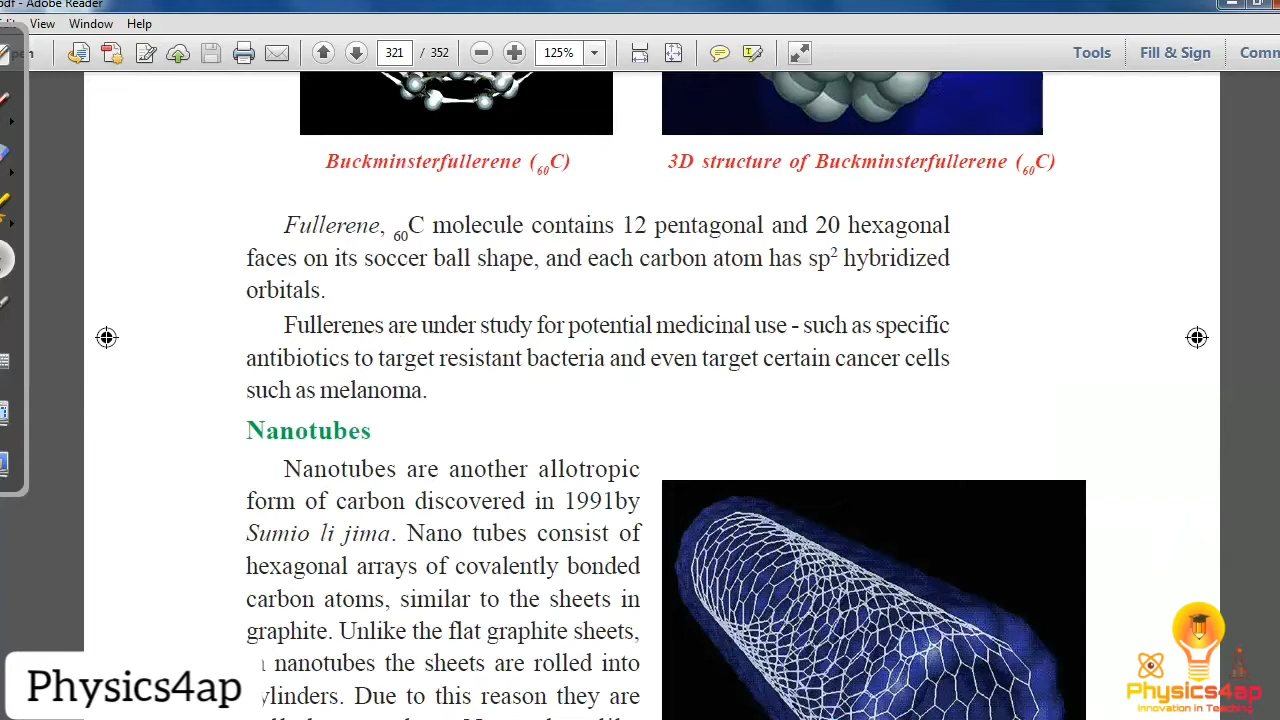 pdf - Adobe Reader
View Window Help
321 / 352 125% Tools Fill & Sign
Buckminsterfullerene (60C)
3D structure of Buckminsterfullerene (60C)
Fullerene, 60C molecule contains 12 pentagonal and 20 hexagonal
faces on its soccer ball shape, and each carbon atom has sp2 hybridized
orbitals.
Fullerenes are under study for potential medicinal use - such as specific
antibiotics to target resistant bacteria and even target certain cancer cells
such as melanoma.
Nanotubes
Nanotubes are another allotropic
form of carbon discovered in 1991by
Sumio li jima. Nano tubes consist of
hexagonal arrays of covalently bonded
carbon atoms, similar to the sheets in
graphite. Unlike the flat graphite sheets,
nanotubes the sheets are rolled into
ylinders. Due to this reason they are
Physics4ap
Physics4ap
Innovation in Teaching